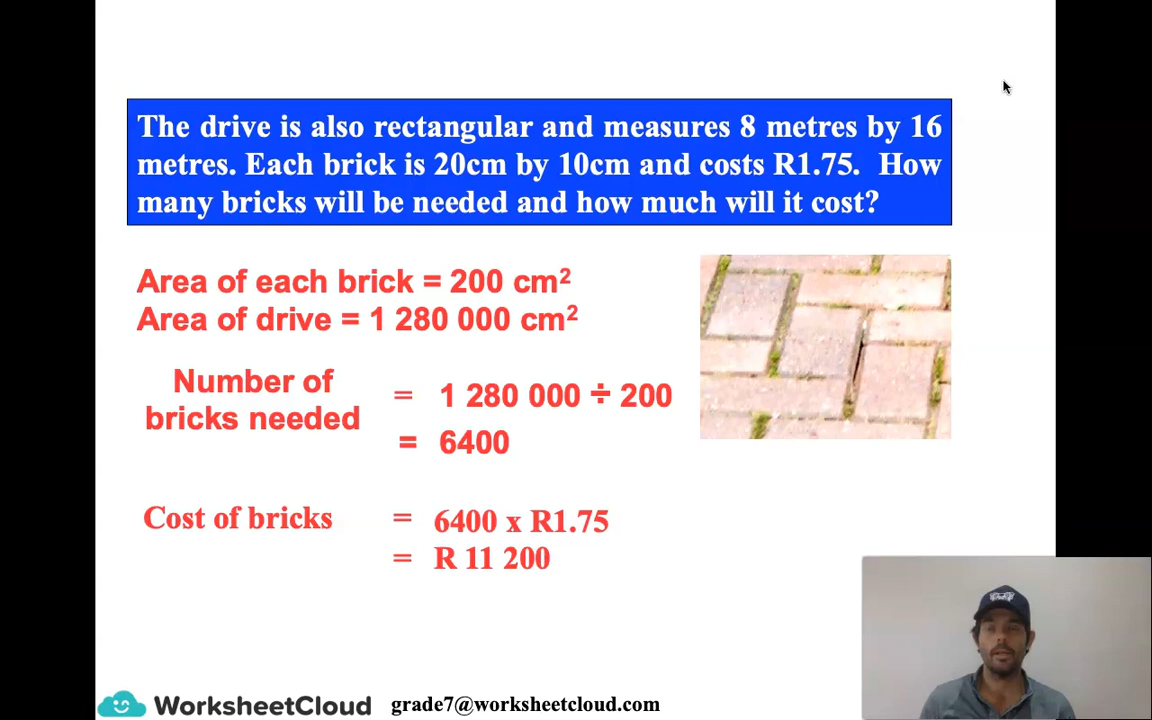 The drive is also rectangular and measures 8 metres by 16
metres. Each brick is 20cm by 10cm and costs R1.75. How
many bricks will be needed and how much will it cost?
Area of each brick = 200 cm²
Area of drive = 1 280 000 cm²
Number of
bricks needed
= 1 280 000 ÷ 200
= 6400
Cost of bricks = 6400 x R1.75
= R 11 200
WorksheetCloud grade7@worksheetcloud.com